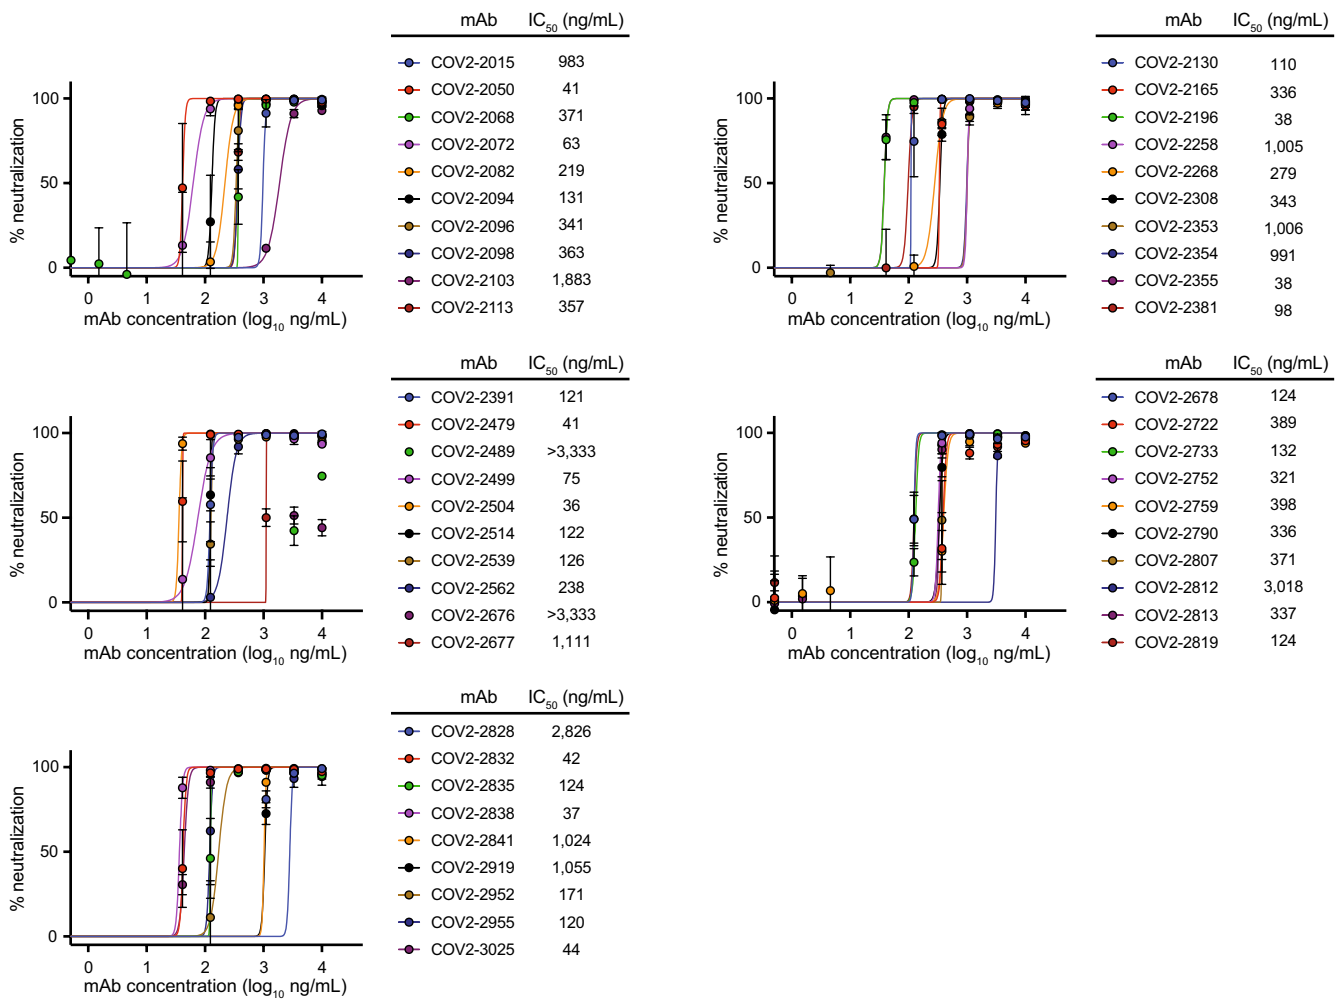 mAb IC50 (ng/mL)
COV2-2015 983
COV2-2050 41
COV2-2068 371
COV2-2072 63
COV2-2082 219
COV2-2094 131
COV2-2096 341
COV2-2098 363
COV2-2103 1,883
COV2-2113 357
% neutralization
100
50
0
0 1 2 3 4
mAb concentration (log10 ng/mL)
mAb IC50 (ng/mL)
COV2-2130 110
COV2-2165 336
COV2-2196 38
COV2-2258 1,005
COV2-2268 279
COV2-2308 343
COV2-2353 1,006
COV2-2354 991
COV2-2355 38
COV2-2381 98
% neutralization
100
50
0
0 1 2 3 4
mAb concentration (log10 ng/mL)
mAb IC50 (ng/mL)
COV2-2391 121
COV2-2479 41
COV2-2489 >3,333
COV2-2499 75
COV2-2504 36
COV2-2514 122
COV2-2539 126
COV2-2562 238
COV2-2676 >3,333
COV2-2677 1,111
% neutralization
100
50
0
0 1 2 3 4
mAb concentration (log10 ng/mL)
mAb IC50 (ng/mL)
COV2-2678 124
COV2-2722 389
COV2-2733 132
COV2-2752 321
COV2-2759 398
COV2-2790 336
COV2-2807 371
COV2-2812 3,018
COV2-2813 337
COV2-2819 124
% neutralization
100
50
0
0 1 2 3 4
mAb concentration (log10 ng/mL)
mAb IC50 (ng/mL)
COV2-2828 2,826
COV2-2832 42
COV2-2835 124
COV2-2838 37
COV2-2841 1,024
COV2-2919 1,055
COV2-2952 171
COV2-2955 120
COV2-3025 44
% neutralization
100
50
0
0 1 2 3 4
mAb concentration (log10 ng/mL)